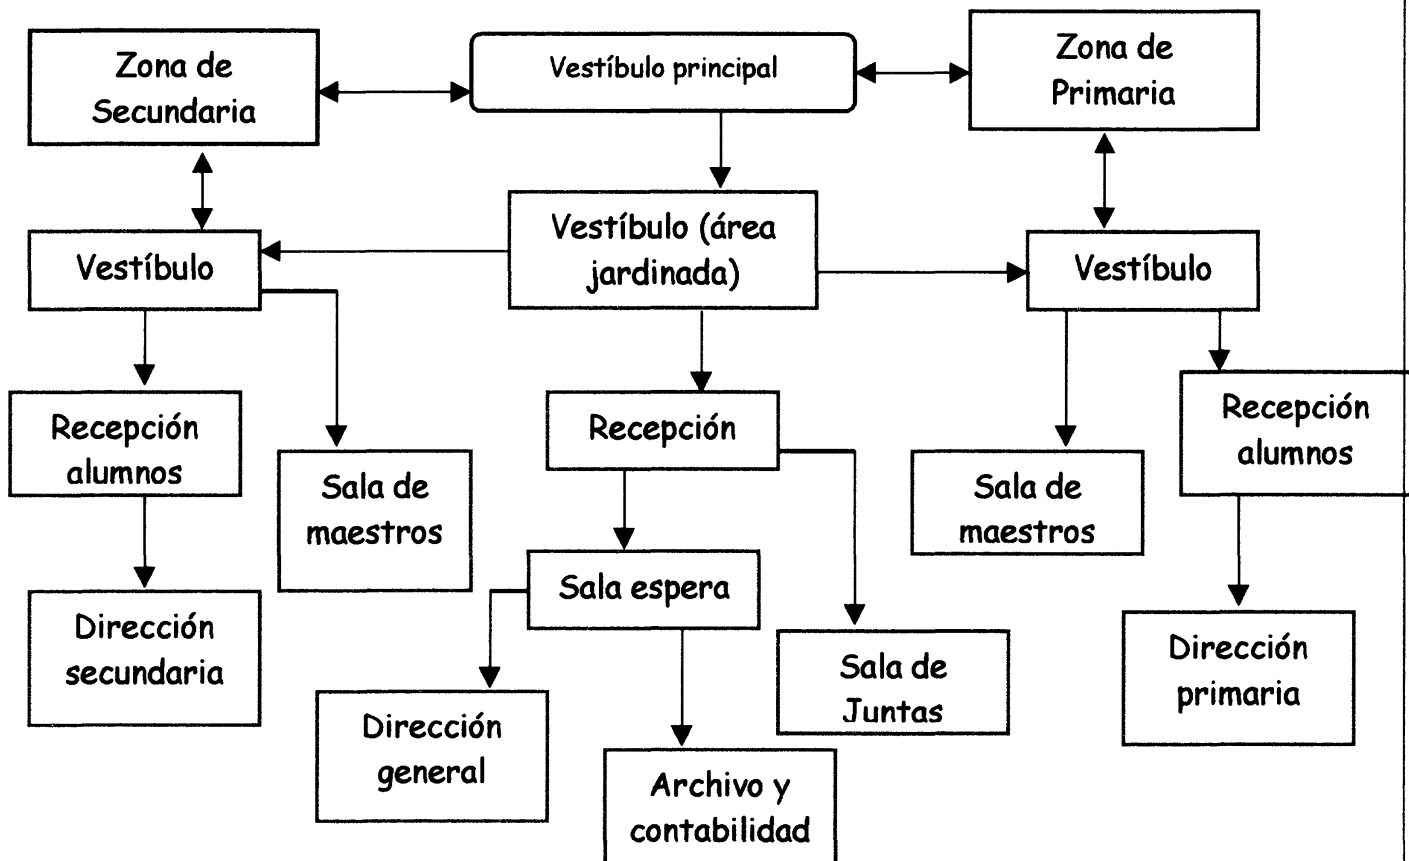 Zona de
Secundaria
Vestíbulo principal
Zona de
Primaria
Vestíbulo
Vestíbulo (área
jardinada)
Vestíbulo
Recepción
alumnos
Sala de
maestros
Recepción
Sala de
maestros
Recepción
alumnos
Dirección
secundaria
Sala espera
Dirección
general
Archivo y
contabilidad
Sala de
Juntas
Dirección
primaria